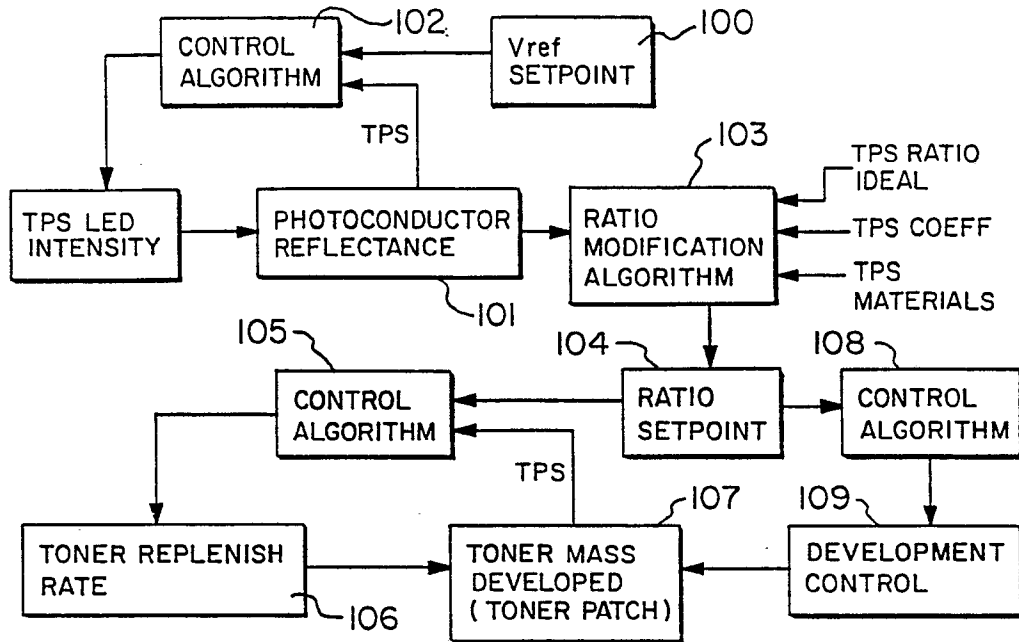 102
CONTROL
ALGORITHM
100
Vref
SETPOINT
TPS
103
TPS RATIO
IDEAL
TPS LED
INTENSITY
PHOTOCONDUCTOR
REFLECTANCE
RATIO
MODIFICATION
ALGORITHM
TPS COEFF
TPS
MATERIALS
101
105
CONTROL
ALGORITHM
104
RATIO
SETPOINT
108
CONTROL
ALGORITHM
TPS
107
109
TONER REPLENISH
RATE
TONER MASS
DEVELOPED
(TONER PATCH)
DEVELOPMENT
CONTROL
106